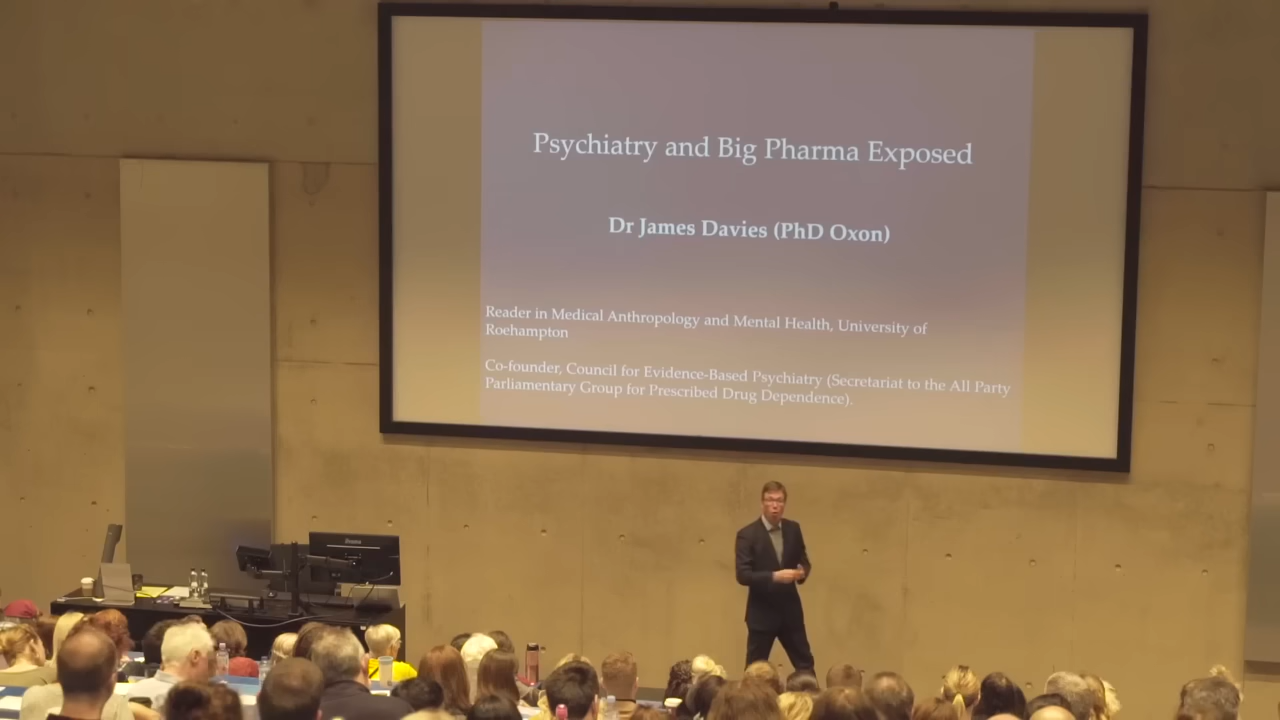 Psychiatry and Big Pharma Exposed
Dr James Davies (PhD Oxon)
Reader in Medical Anthropology and Mental Health, University of
Roehampton
Co-founder, Council for Evidence-Based Psychiatry (Secretariat to the All Party
Parliamentary Group for Prescribed Drug Dependence).